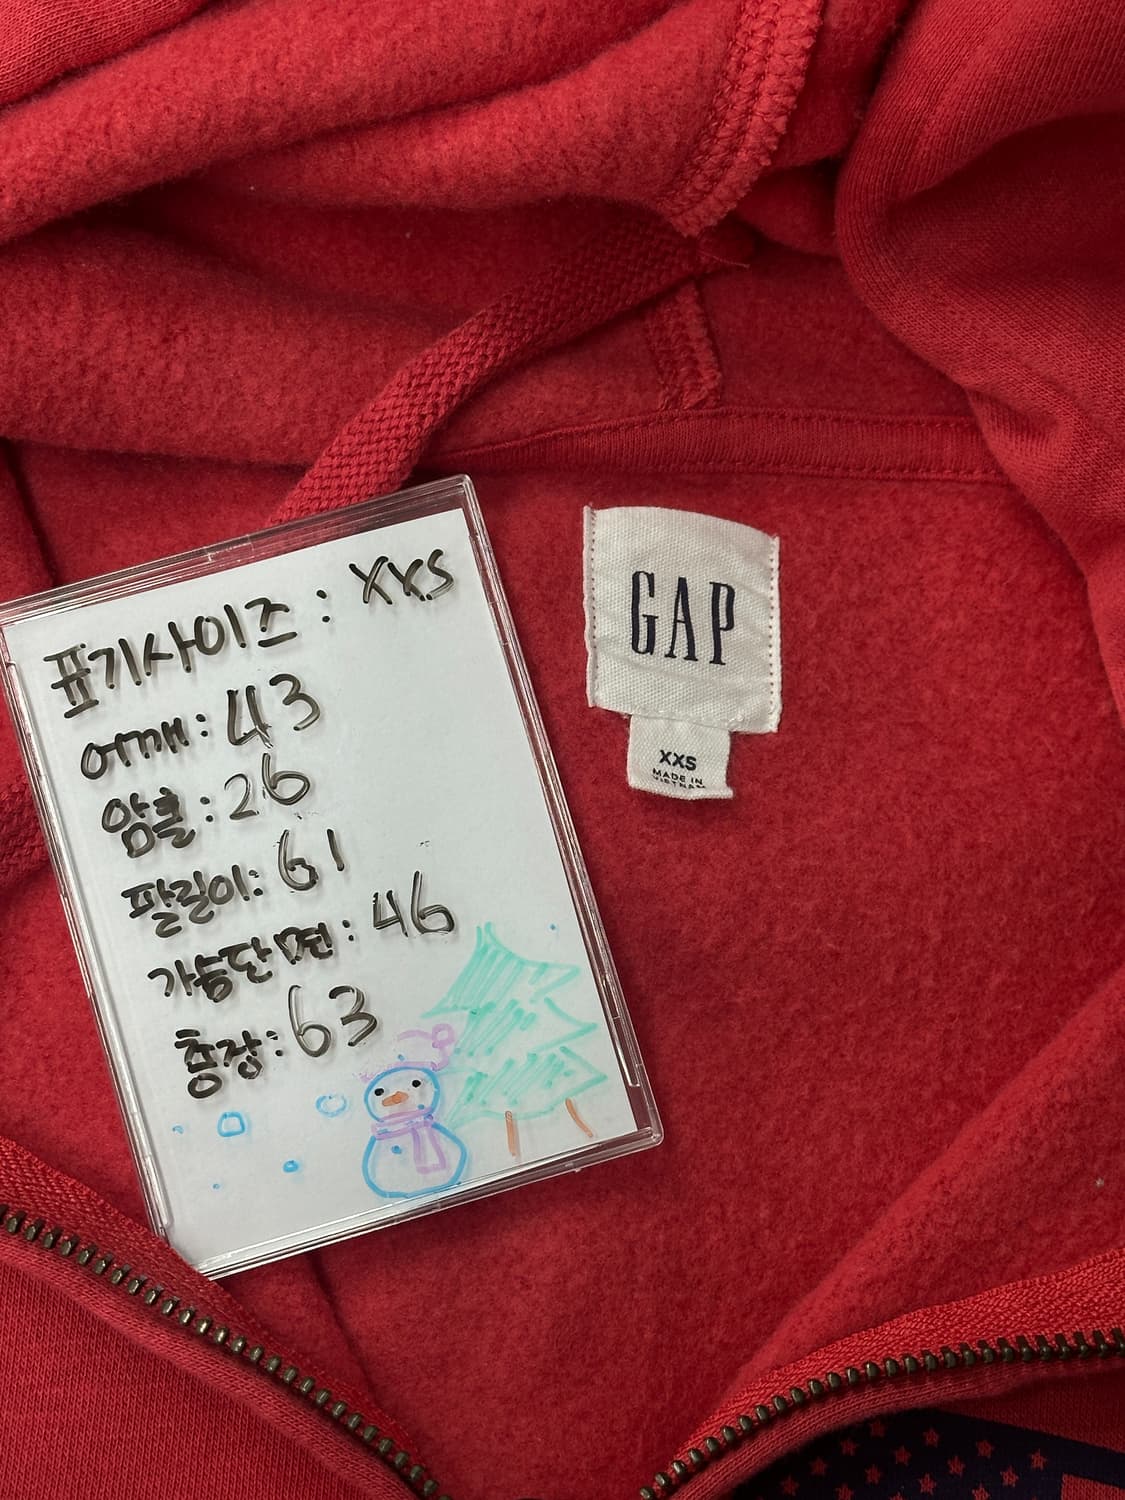 표기사이즈 : XXS
어깨 : 43
암홀 : 26
팔길이 : 61
가슴단면 : 46
총장 : 63
GAP
XXS
MADE IN
VIETNAM